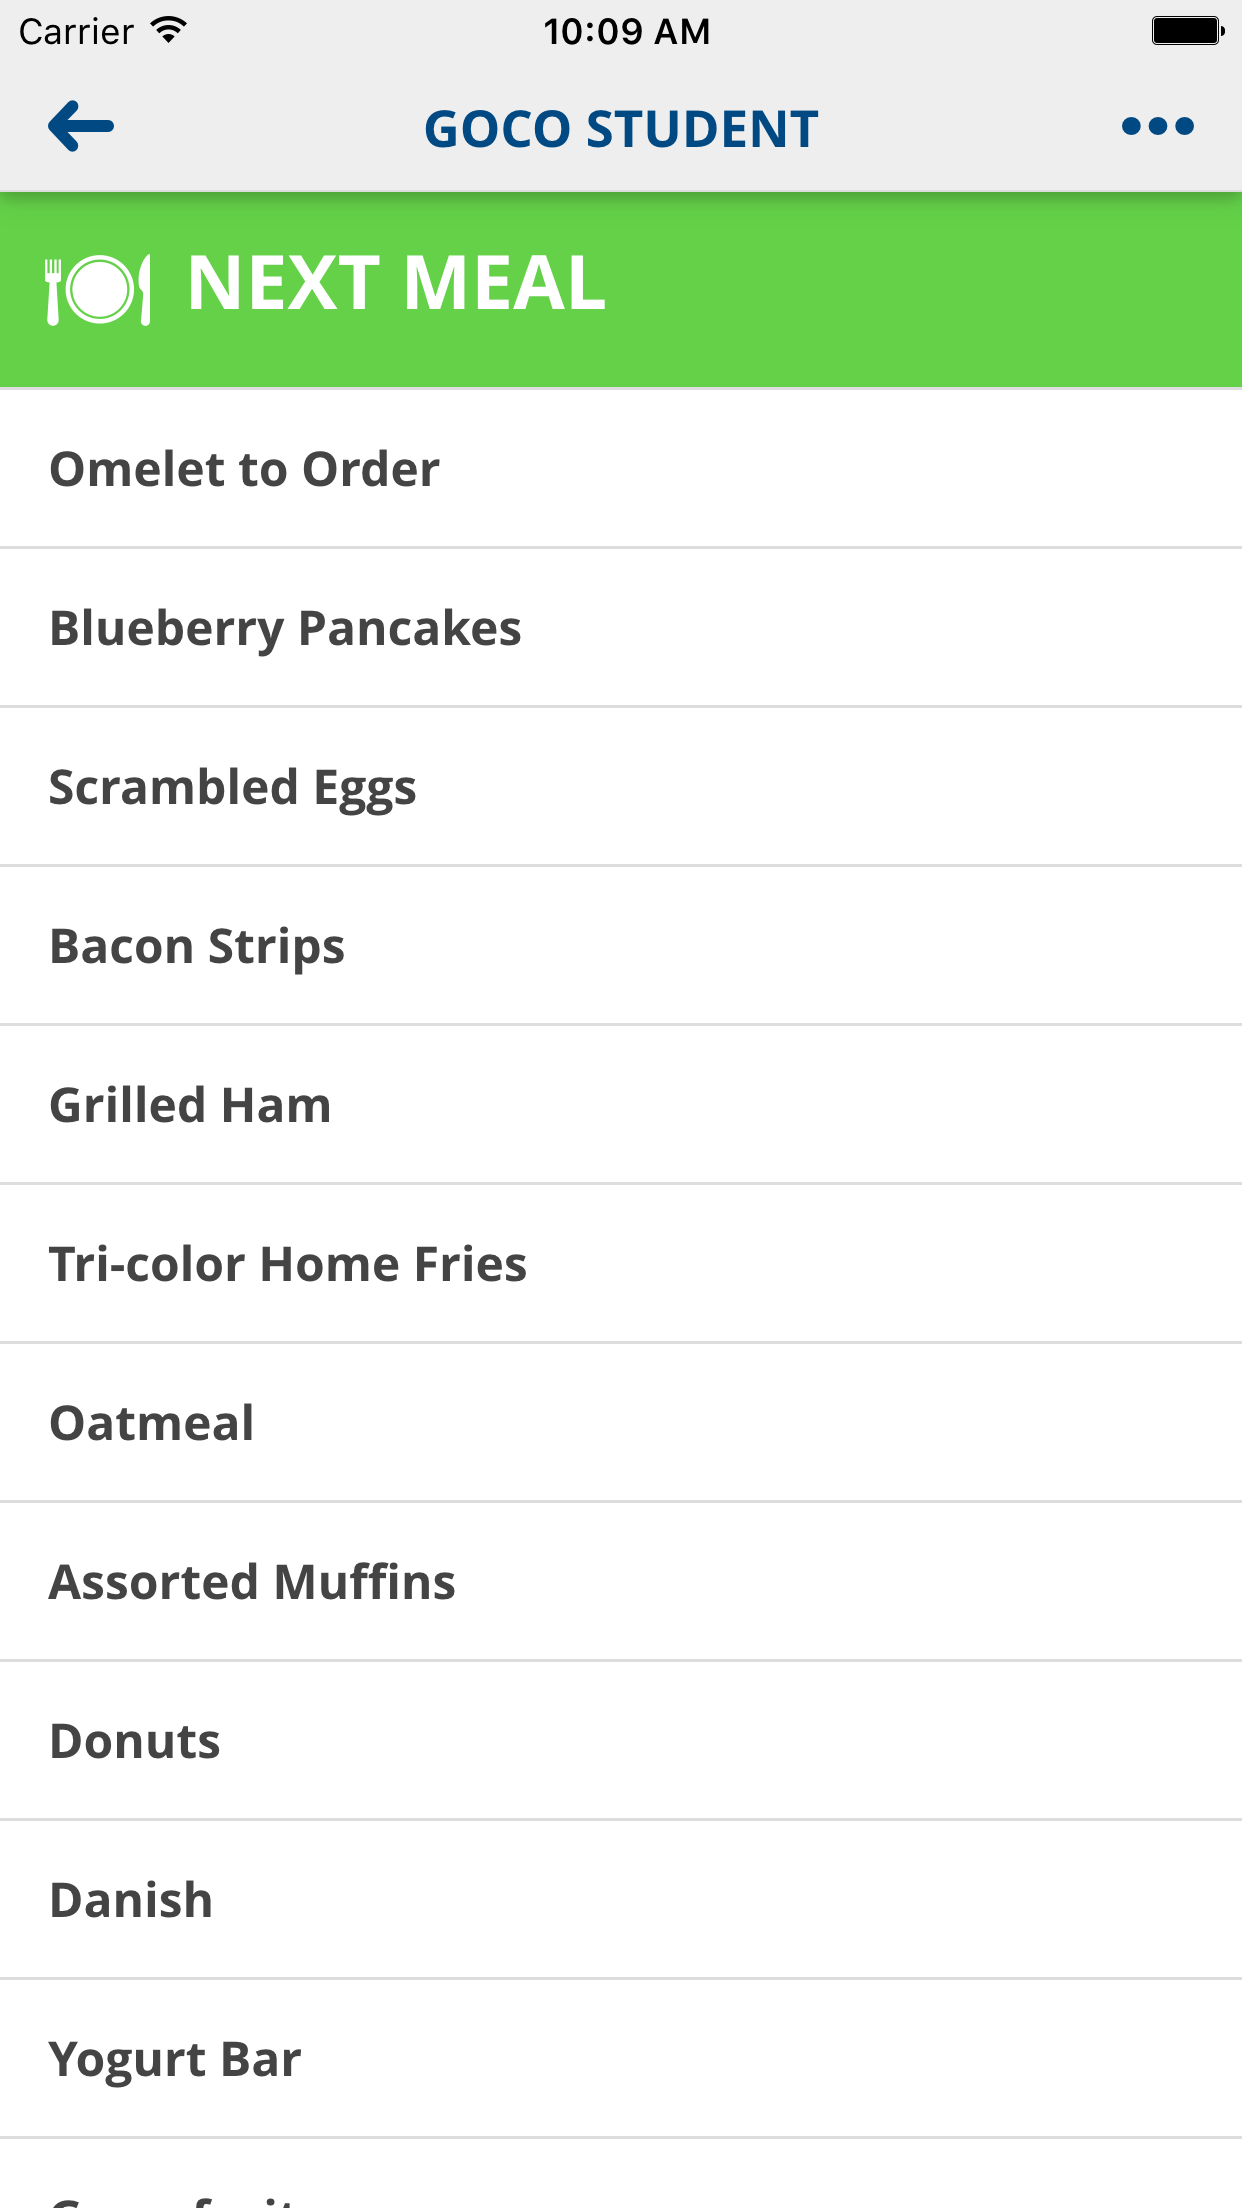 Carrier 10:09 AM
GOCO STUDENT
NEXT MEAL
Omelet to Order
Blueberry Pancakes
Scrambled Eggs
Bacon Strips
Grilled Ham
Tri-color Home Fries
Oatmeal
Assorted Muffins
Donuts
Danish
Yogurt Bar